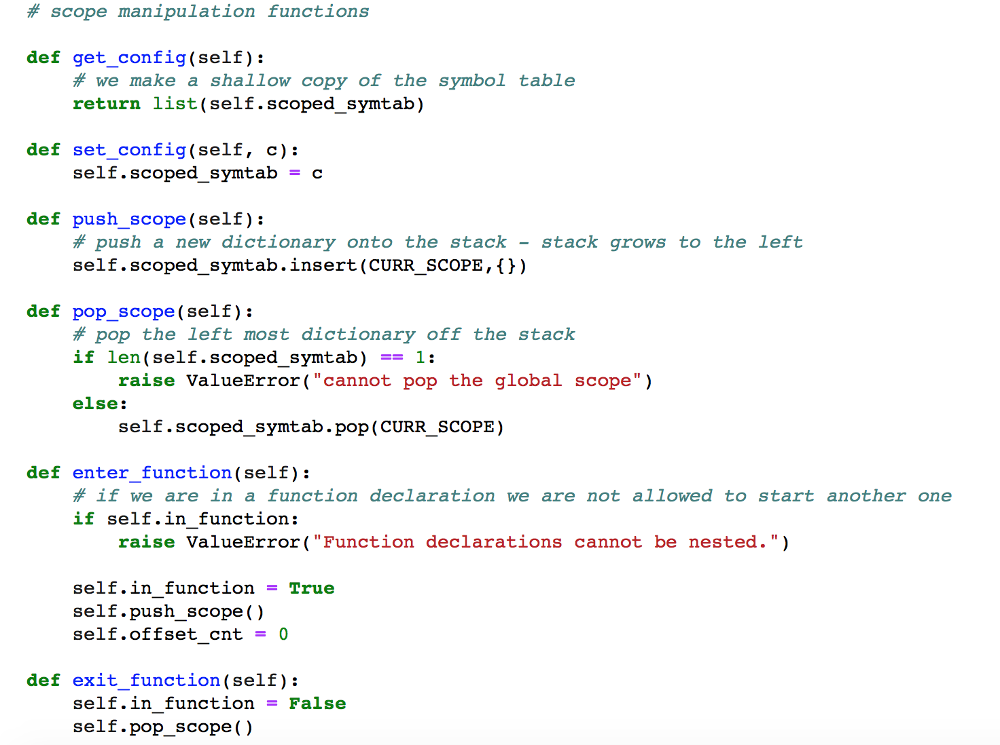 # scope manipulation functions

def get_config(self):
    # we make a shallow copy of the symbol table
    return list(self.scoped_symtab)

def set_config(self, c):
    self.scoped_symtab = c

def push_scope(self):
    # push a new dictionary onto the stack – stack grows to the left
    self.scoped_symtab.insert(CURR_SCOPE,{})

def pop_scope(self):
    # pop the left most dictionary off the stack
    if len(self.scoped_symtab) == 1:
        raise ValueError("cannot pop the global scope")
    else:
        self.scoped_symtab.pop(CURR_SCOPE)

def enter_function(self):
    # if we are in a function declaration we are not allowed to start another one
    if self.in_function:
        raise ValueError("Function declarations cannot be nested.")

    self.in_function = True
    self.push_scope()
    self.offset_cnt = 0

def exit_function(self):
    self.in_function = False
    self.pop_scope()